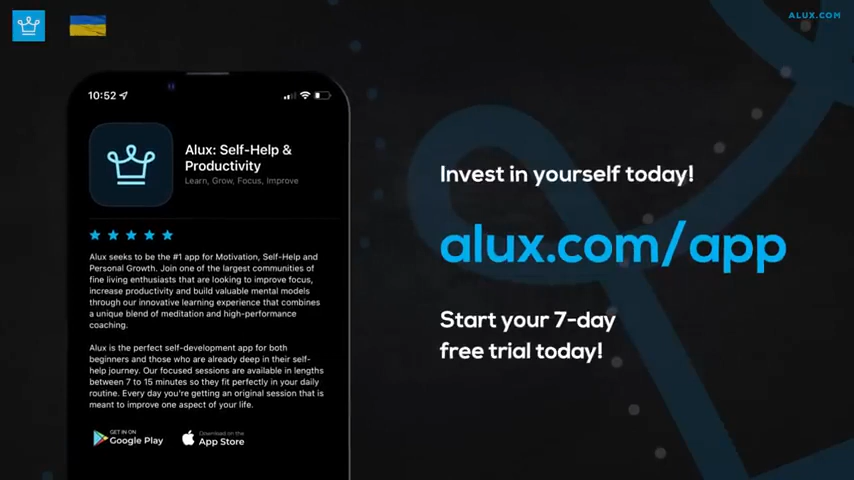 ALUX.COM
10:52
Alux: Self-Help &
Productivity
Learn, Grow, Focus, Improve
Alux seeks to be the #1 app for Motivation, Self-Help and
Personal Growth. Join one of the largest communities of
fine living enthusiasts that are looking to improve focus,
increase productivity and build valuable mental models
through our innovative learning experience that combines
a unique blend of meditation and high-performance
coaching.
Alux is the perfect self-development app for both
beginners and those who are already deep in their self-
help journey. Our focused sessions are available in lengths
between 7 to 15 minutes so they fit perfectly in your daily
routine. Every day you're getting an original session that is
meant to improve one aspect of your life.
GET IN ON
Google Play
Download on the
App Store
Invest in yourself today!
alux.com/app
Start your 7-day
free trial today!